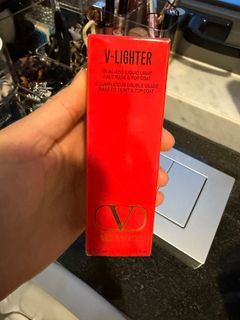 V-LIGHTER
DUAL-USE LIQUID LIGHT
FACE BASE & TOP COAT
ILLUMINATEUR DOUBLE USAGE
BASE DE TEINT & TOP COAT
V